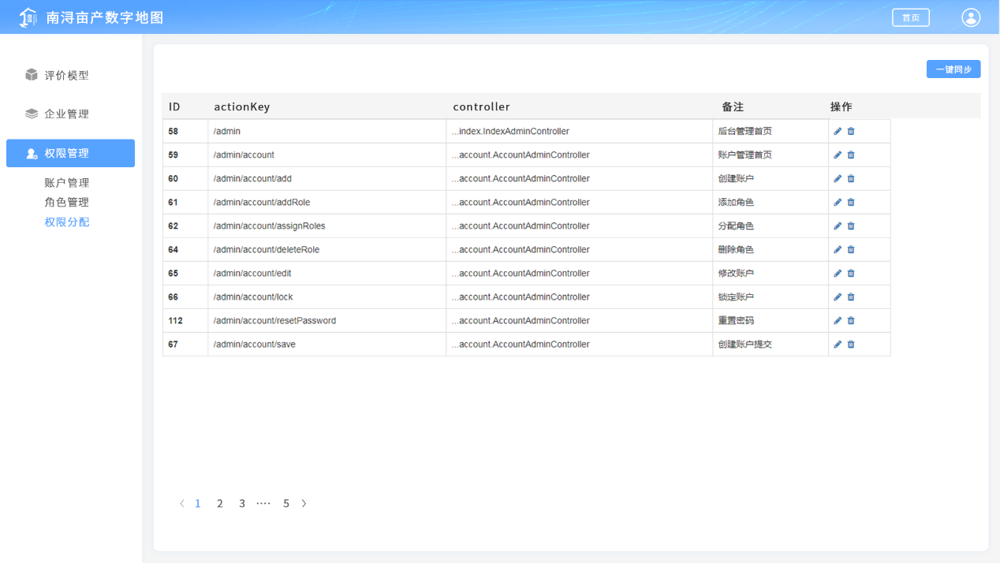 南浔亩产数字地图
首页
评价模型
企业管理
权限管理
账户管理
角色管理
权限分配
一键同步
ID actionKey controller 备注 操作
58 /admin ...index.IndexAdminController 后台管理首页
59 /admin/account ...account.AccountAdminController 账户管理首页
60 /admin/account/add ...account.AccountAdminController 创建账户
61 /admin/account/addRole ...account.AccountAdminController 添加角色
62 /admin/account/assignRoles ...account.AccountAdminController 分配角色
64 /admin/account/deleteRole ...account.AccountAdminController 删除角色
65 /admin/account/edit ...account.AccountAdminController 修改账户
66 /admin/account/lock ...account.AccountAdminController 锁定账户
112 /admin/account/resetPassword ...account.AccountAdminController 重置密码
67 /admin/account/save ...account.AccountAdminController 创建账户提交
< 1 2 3 ···· 5 >